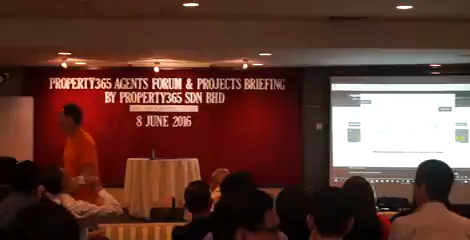 PROPERTY365 AGENTS FORUM & PROJECTS BRIEFING
BY PROPERTY365 SDN BHD
8 JUNE 2016